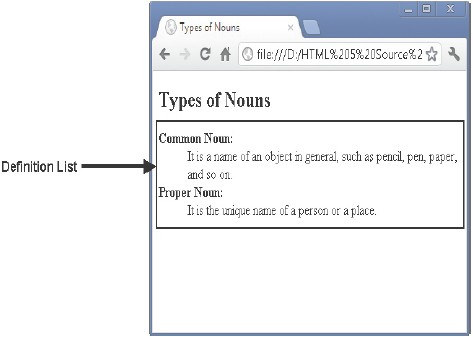 Types of Nouns
file:///D:/HTML%205%20Source%2
Types of Nouns
Common Noun:
It is a name of an object in general, such as pencil, pen, paper,
and so on.
Definition List
Proper Noun:
It is the unique name of a person or a place.